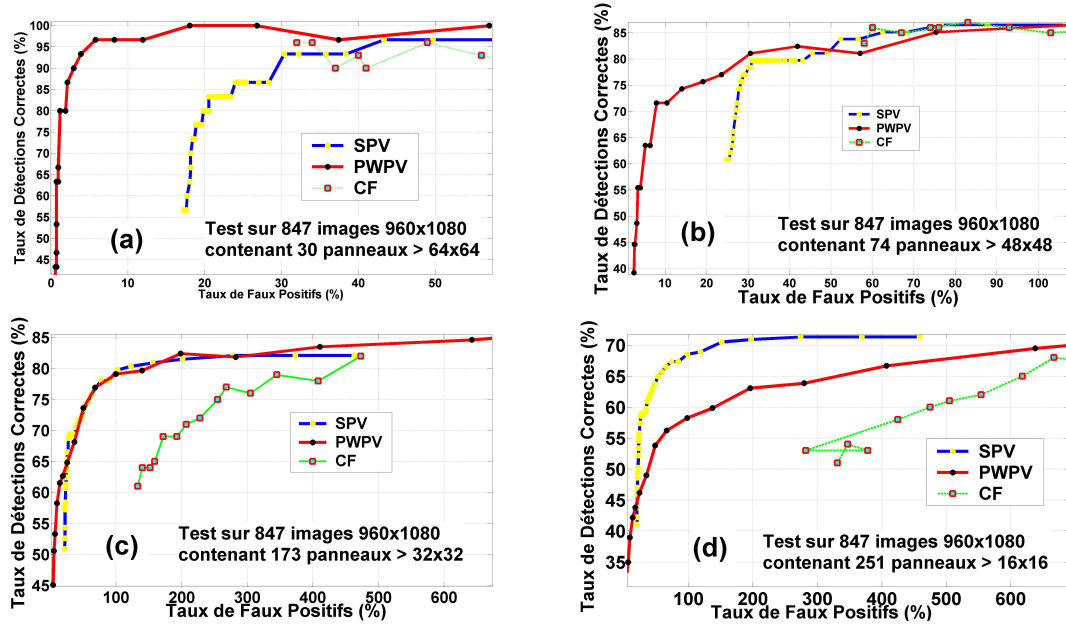 Taux de Détections Correctes (%)
100
95
90
85
80
75
70
65
60
55
50
45
SPV
PWPV
CF
(a)
Test sur 847 images 960x1080
contenant 30 panneaux > 64x64
0 10 20 30 40 50
Taux de Faux Positifs (%)
Taux de Détections Correctes (%)
85
80
75
70
65
60
55
50
45
40
SPV
PWPV
CF
(b)
Test sur 847 images 960x1080
contenant 74 panneaux > 48x48
0 10 20 30 40 50 60 70 80 90 100
Taux de Faux Positifs (%)
Taux de Détections Correctes (%)
85
80
75
70
65
60
55
50
45
SPV
PWPV
CF
(c)
Test sur 847 images 960x1080
contenant 173 panneaux > 32x32
100 200 300 400 500 600
Taux de Faux Positifs (%)
Taux de Détections Correctes (%)
70
65
60
55
50
45
40
35
SPV
PWPV
CF
(d)
Test sur 847 images 960x1080
contenant 251 panneaux > 16x16
100 200 300 400 500 600
Taux de Faux Positifs (%)